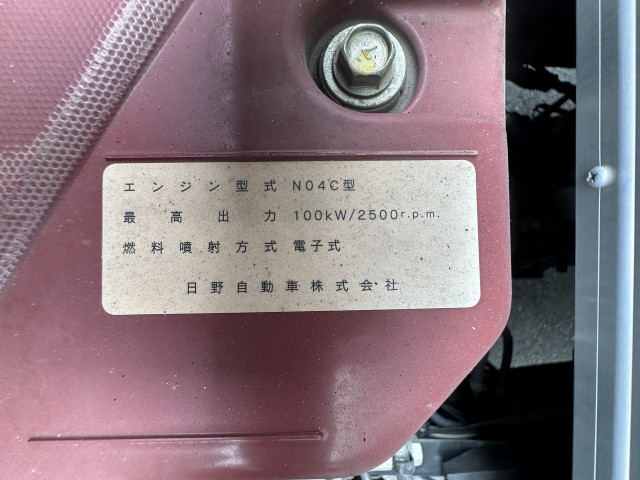 エンジン型式 N04C型
最高出力 100kW/2500r.p.m.
燃料噴射方式 電子式
日野自動車株式会社